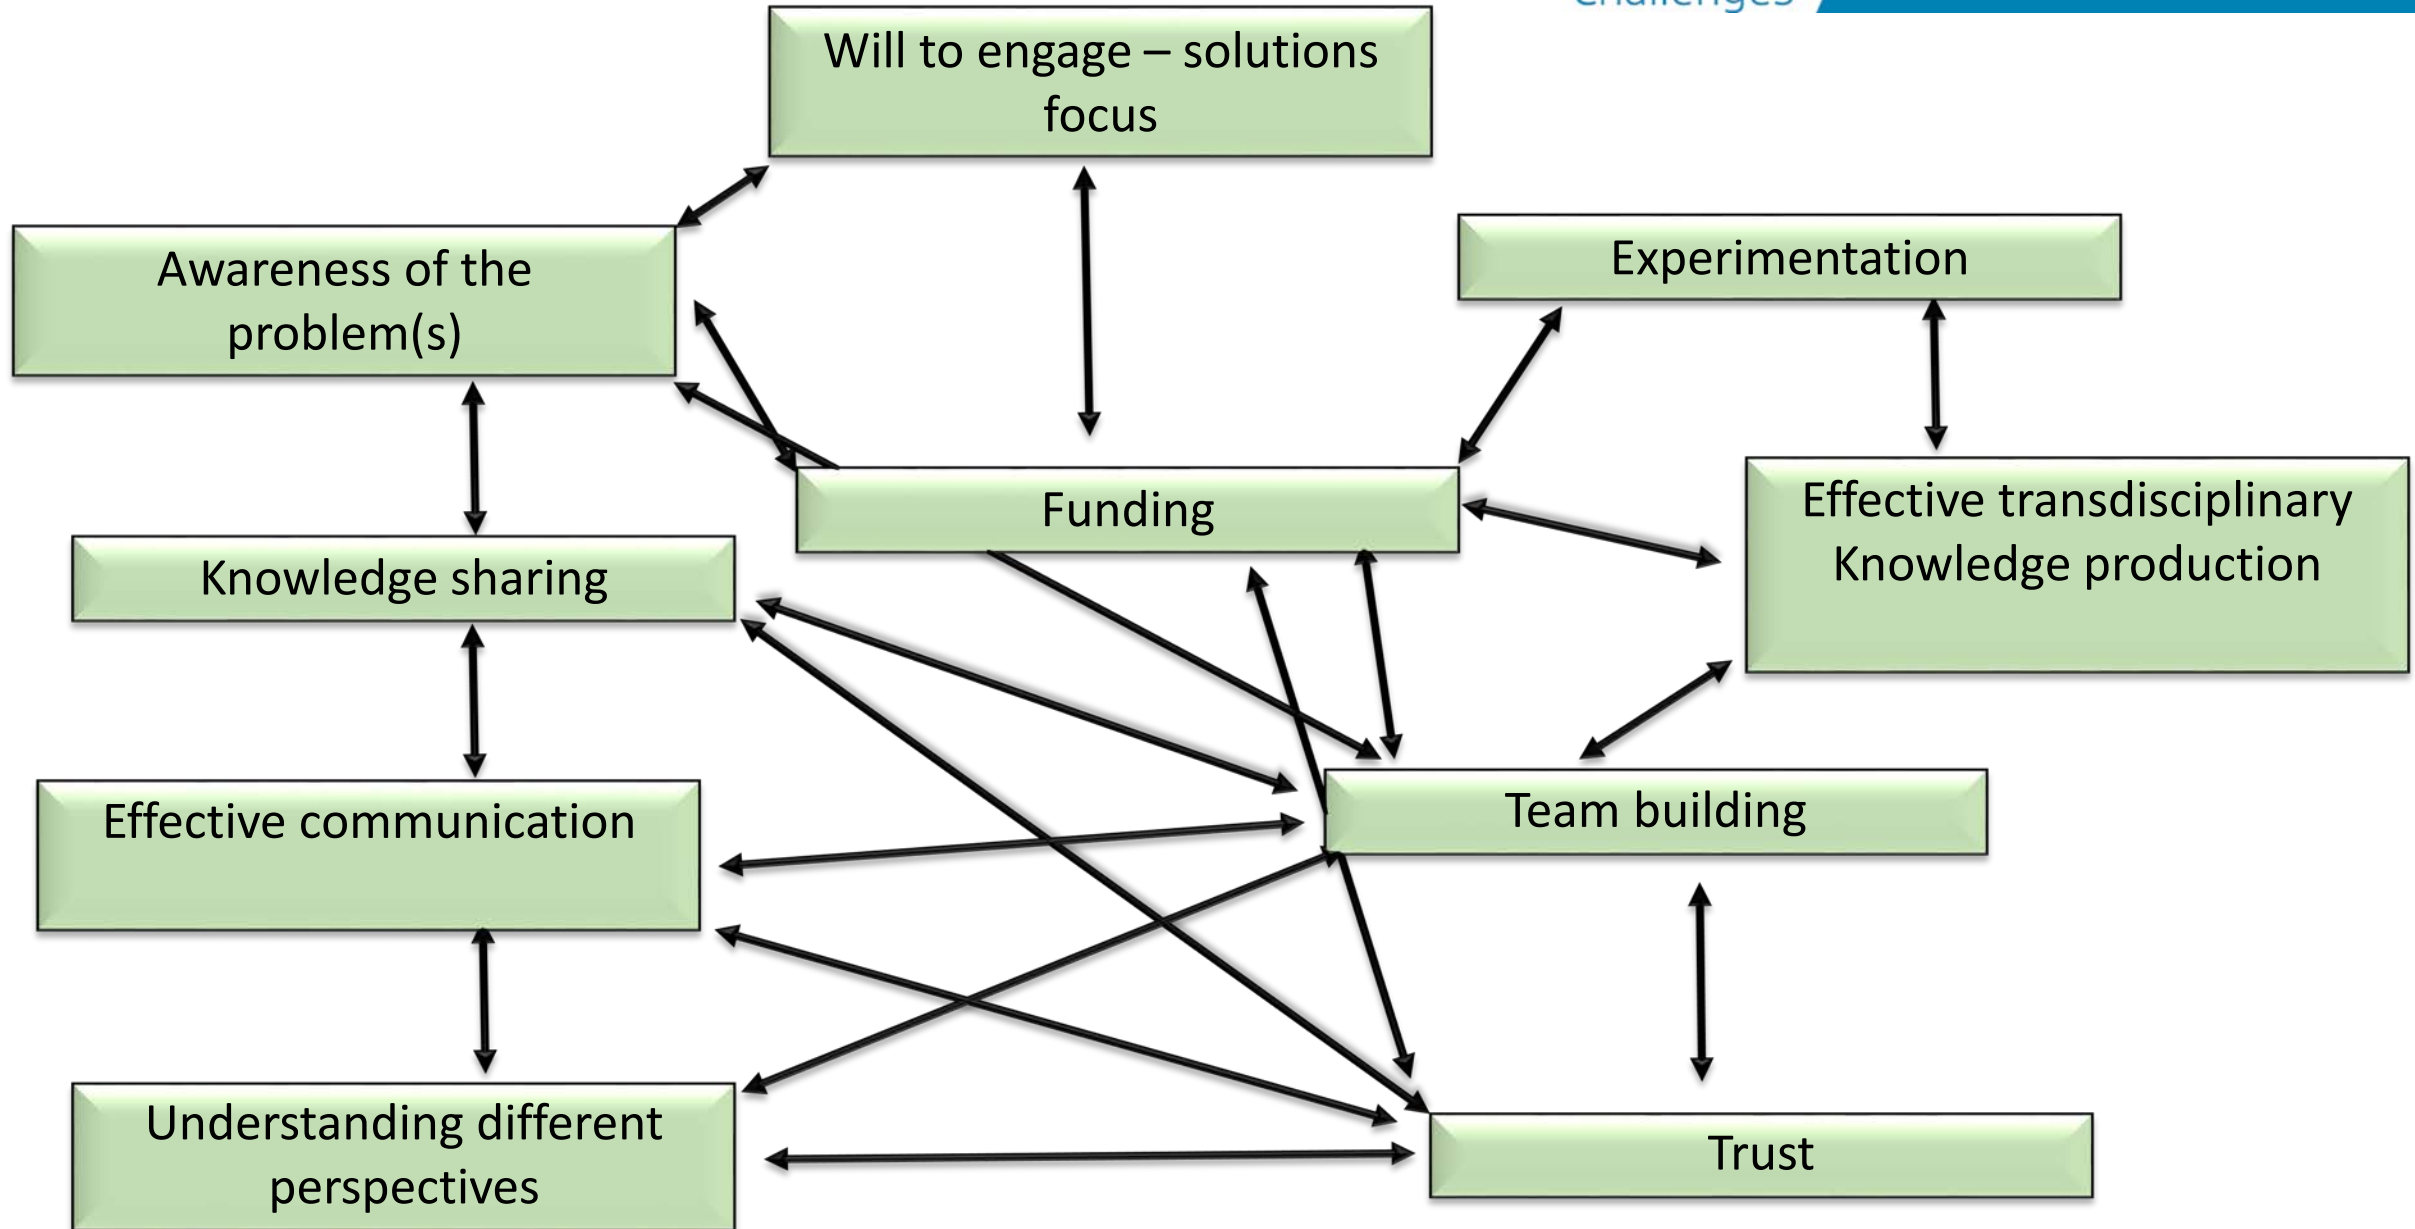 challenges
Will to engage – solutions
focus
Awareness of the
problem(s)
Experimentation
Funding
Effective transdisciplinary
Knowledge production
Knowledge sharing
Team building
Effective communication
Understanding different
perspectives
Trust